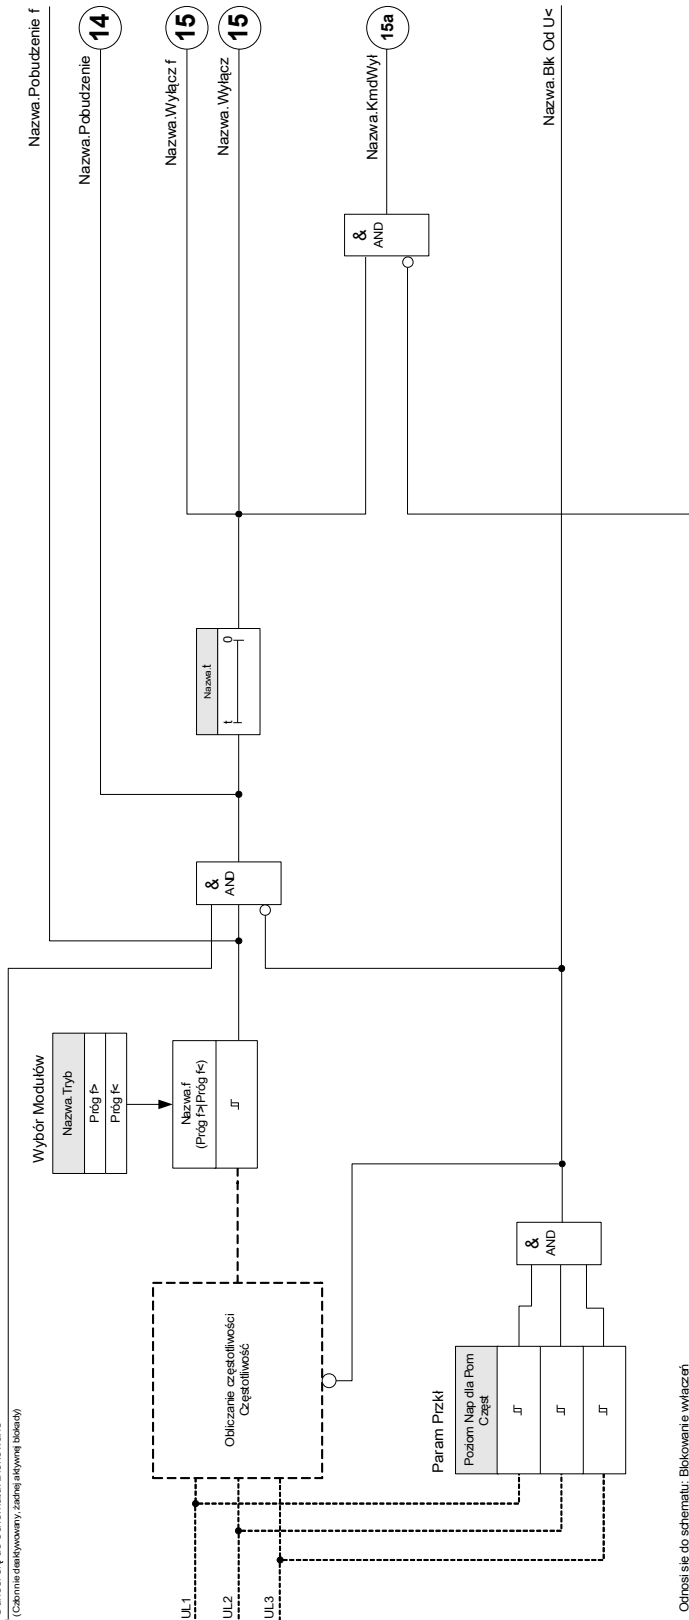 (Człon nie deaktywowany, żadnej aktywnej blokady)
UL1
UL2
UL3
Obliczanie częstotliwości
Częstotliwość
Wybór Modułów
Nazwa.Tryb
Próg f>
Próg f<
Nazwa.f
(Próg f>|Próg f<)
Param Przkł
Poziom Nap dla Pom
Częst
&
AND
&
AND
Nazwa.t
t
0
&
AND
Nazwa.Pobudzenie f
Nazwa.Pobudzenie
14
Nazwa.Wyłącz f
15
Nazwa.Wyłącz
15
Nazwa.KmdWył
15a
Nazwa.Blk Od U<
Odnosi sie do schematu: Blokowanie wyłaczeń